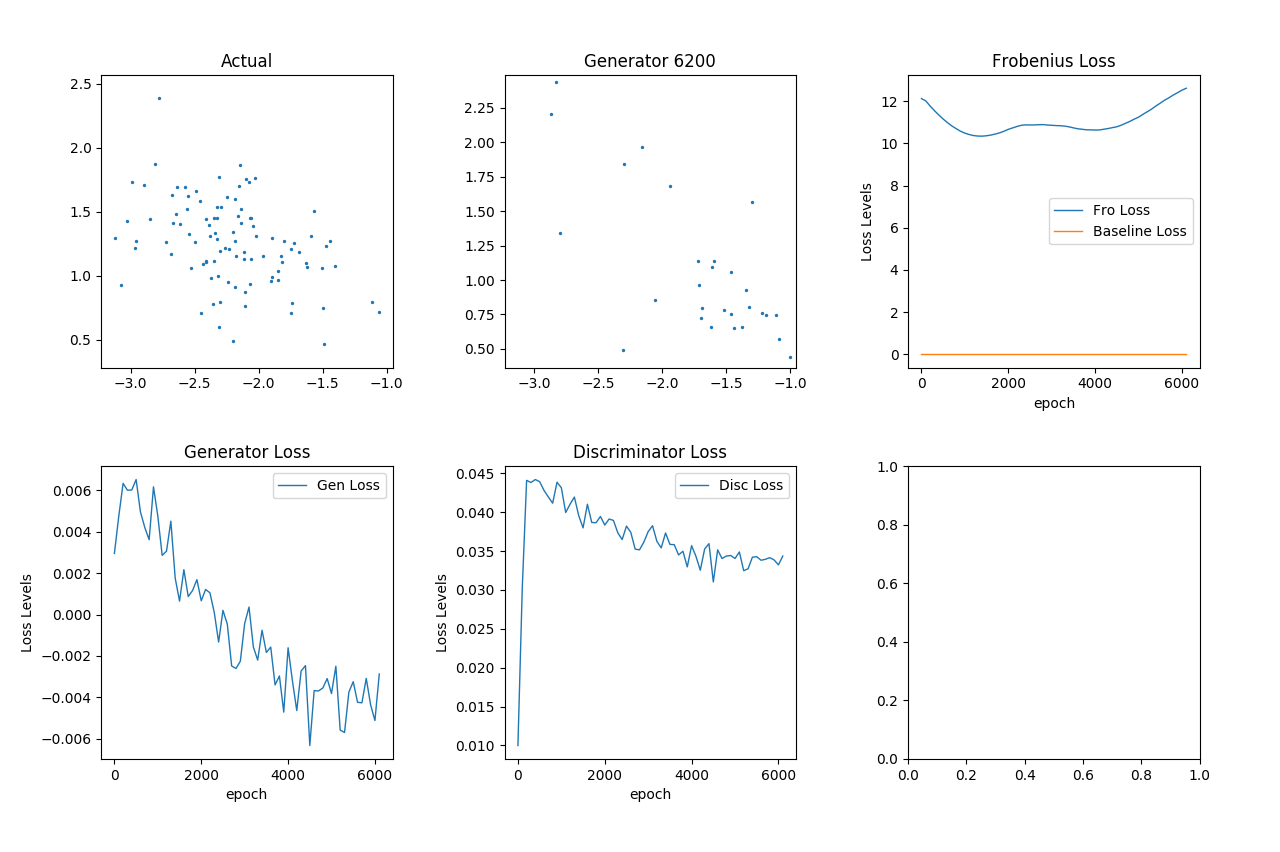 Actual
2.5
2.0
1.5
1.0
0.5
−3.0 −2.5 −2.0 −1.5 −1.0
Generator 6200
2.25
2.00
1.75
1.50
1.25
1.00
0.75
0.50
−3.0 −2.5 −2.0 −1.5 −1.0
Frobenius Loss
Loss Levels
12
10
8
6
4
2
0
Fro Loss
Baseline Loss
0 2000 4000 6000
epoch
Generator Loss
Loss Levels
0.006
0.004
0.002
0.000
−0.002
−0.004
−0.006
Gen Loss
0 2000 4000 6000
epoch
Discriminator Loss
Loss Levels
0.045
0.040
0.035
0.030
0.025
0.020
0.015
0.010
Disc Loss
0 2000 4000 6000
epoch
1.0
0.8
0.6
0.4
0.2
0.0
0.0 0.2 0.4 0.6 0.8 1.0